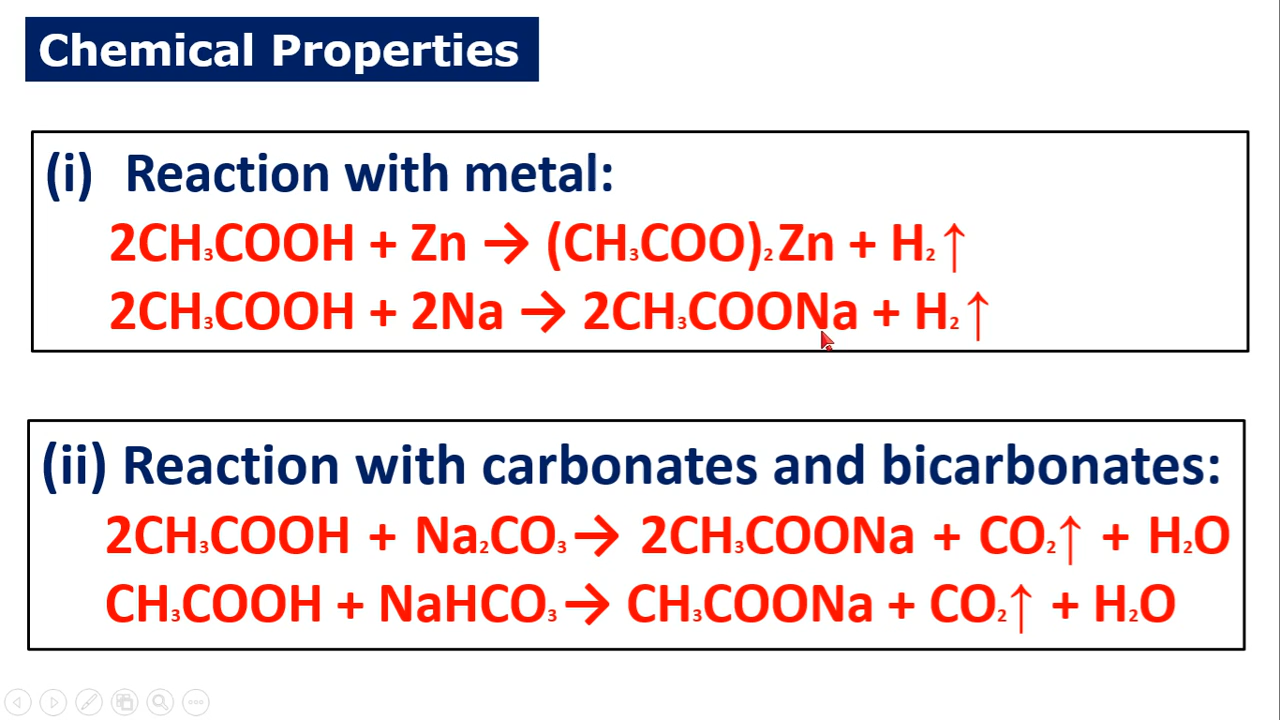 Chemical Properties
(i) Reaction with metal:
2CH₃COOH + Zn → (CH₃COO)₂Zn + H₂↑
2CH₃COOH + 2Na → 2CH₃COONa + H₂↑
(ii) Reaction with carbonates and bicarbonates:
2CH₃COOH + Na₂CO₃→ 2CH₃COONa + CO₂↑ + H₂O
CH₃COOH + NaHCO₃→ CH₃COONa + CO₂↑ + H₂O